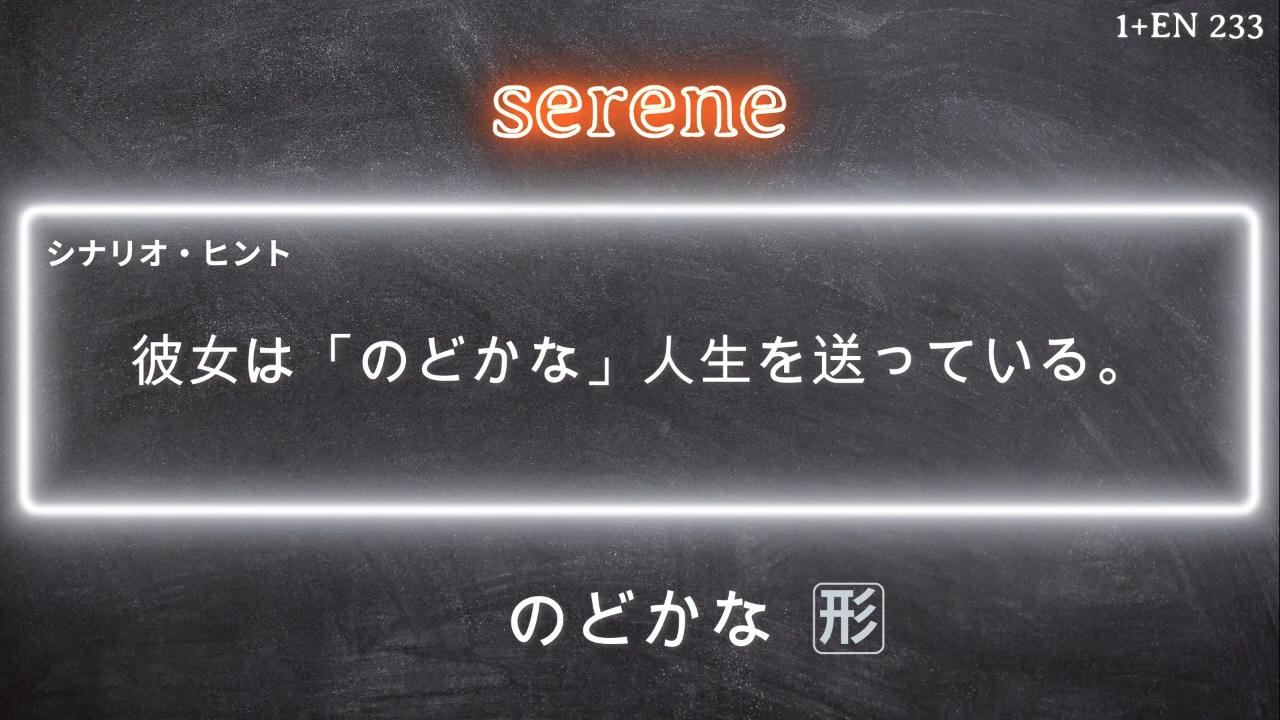 1+EN 233
serene
シナリオ・ヒント
彼女は「のどかな」人生を送っている。
のどかな 形